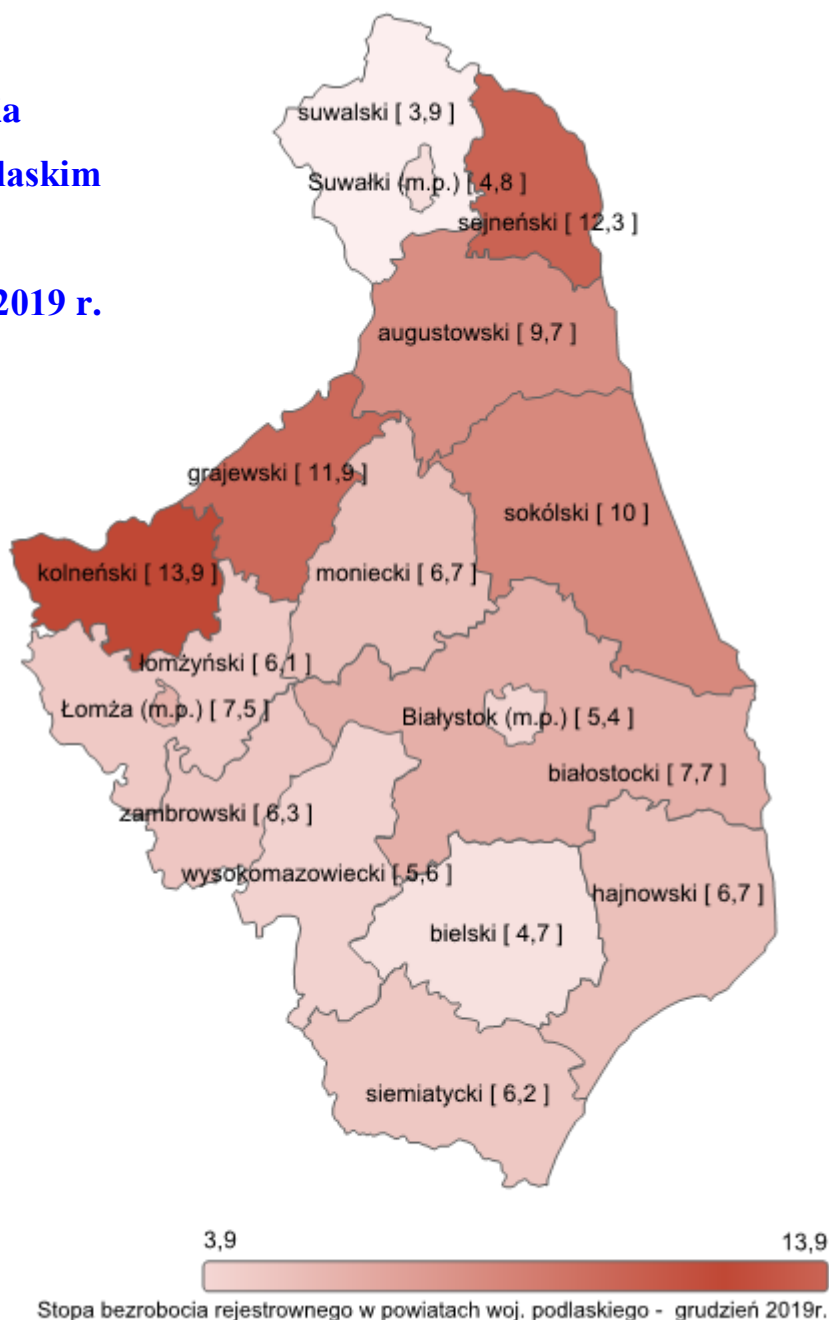 2019 r.
suwalski [ 3,9 ]
Suwałki (m.p.) [ 4,8 ]
sejneński [ 12,3 ]
augustowski [ 9,7 ]
grajewski [ 11,9 ]
sokólski [ 10 ]
kolneński [ 13,9 ]
moniecki [ 6,7 ]
łomżyński [ 6,1 ]
Łomża (m.p.) [ 7,5 ]
Białystok (m.p.) [ 5,4 ]
białostocki [ 7,7 ]
zambrowski [ 6,3 ]
wysokomazowiecki [ 5,6 ]
hajnowski [ 6,7 ]
bielski [ 4,7 ]
siemiatycki [ 6,2 ]
3,9 13,9
Stopa bezrobocia rejestrownego w powiatach woj. podlaskiego - grudzień 2019r.